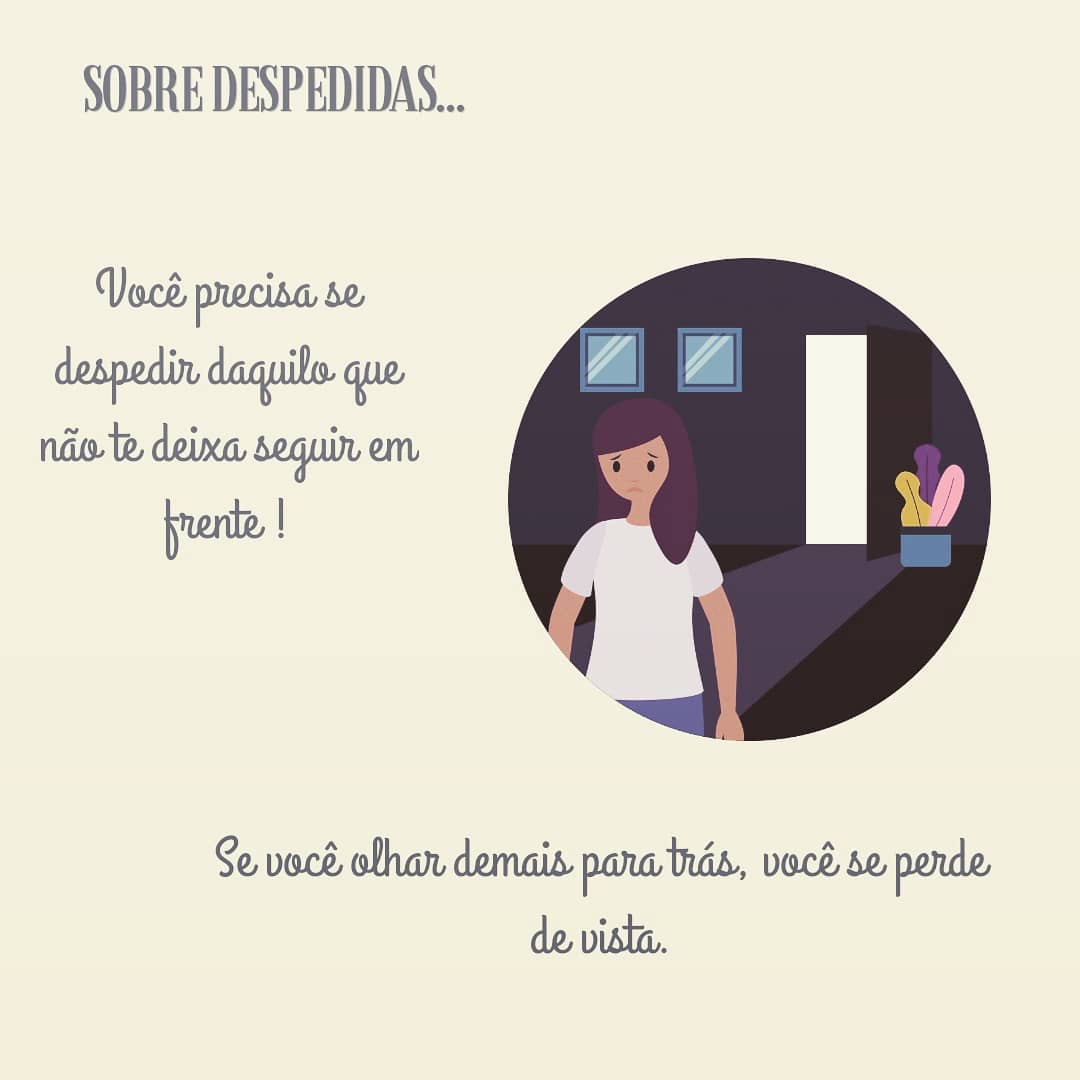 SOBRE DESPEDIDAS...
Você precisa se
despedir daquilo que
não te deixa seguir em
frente !
Se você olhar demais para trás, você se perde
de vista.